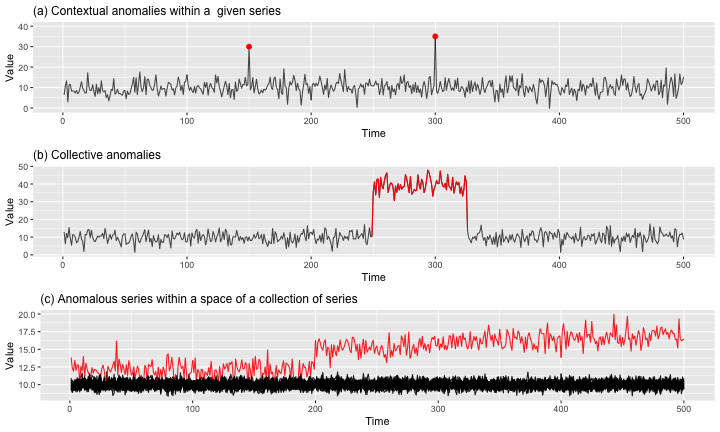 (a) Contextual anomalies within a  given series
40
30
20
10
0
Value
0 100 200 300 400 500
Time
(b) Collective anomalies
50
40
30
20
10
0
Value
0 100 200 300 400 500
Time
(c) Anomalous series within a space of a collection of series
20.0
17.5
15.0
12.5
10.0
Value
0 100 200 300 400 500
Time